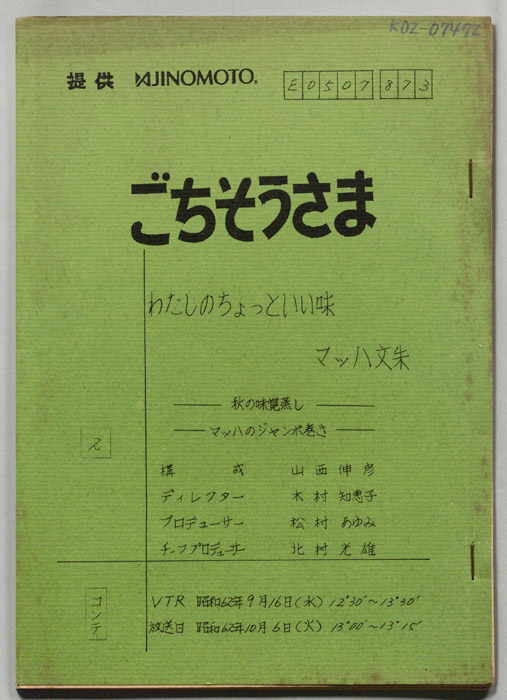 KDZ-07472
提供 AJINOMOTO®
E0507873
ごちそうさま
わたしのちょっといい味
マッハ文朱
秋の味覚蒸し
マッハのジャンボ巻き
構成 山西伸彦
ディレクター 木村知恵子
プロデューサー 松村あゆみ
チーフプロデューサー 北村光雄
コンテ
VTR 昭和62年9月16日(水) 12°30′~13°30′
放送日 昭和62年10月6日(火) 13°00′~13°15′